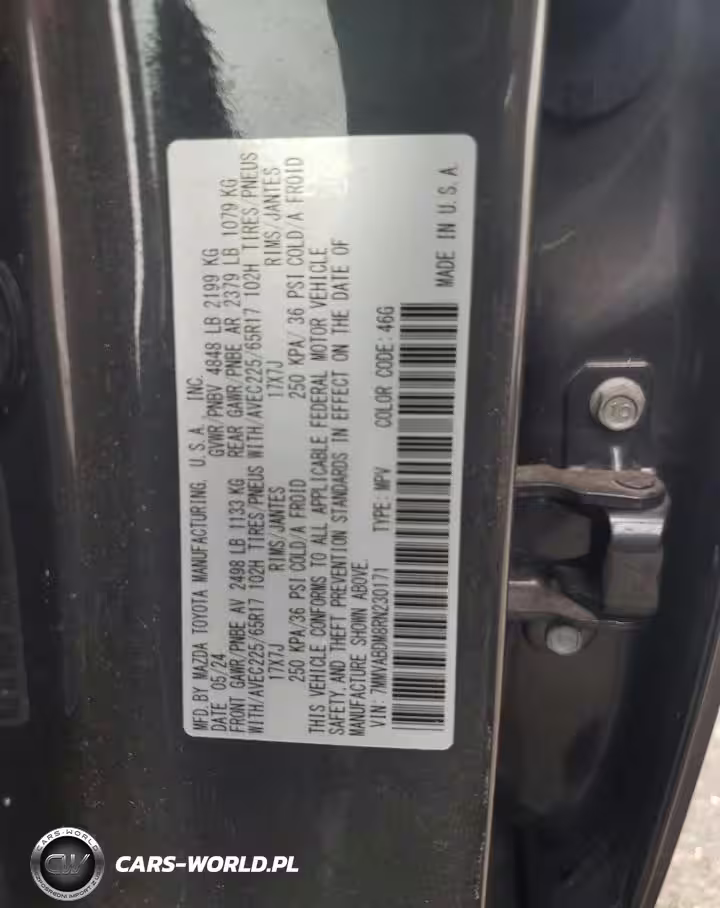 MFD. BY MAZDA TOYOTA MANUFACTURING, U.S.A., INC.
DATE 05/24 GVWR/PNBV 4848 LB 2199 KG
FRONT GAWR/PNBE AV 2498 LB 1133 KG REAR GAWR/PNBE AR 2379 LB 1079 KG
WITH/AVEC225/65R17 102H TIRES/PNEUS WITH/AVEC225/65R17 102H TIRES/PNEUS
17X7J RIMS/JANTES 17X7J RIMS/JANTES
250 KPA/36 PSI COLD/A FROID 250 KPA/ 36 PSI COLD/A FROID
THIS VEHICLE CONFORMS TO ALL APPLICABLE FEDERAL MOTOR VEHICLE
SAFETY, AND THEFT PREVENTION STANDARDS IN EFFECT ON THE DATE OF
MANUFACTURE SHOWN ABOVE.
VIN: 7MMVABDM8RN230171 TYPE: MPV COLOR CODE: 46G
MADE IN U.S.A.
10
CW
CARS-WORLD.PL